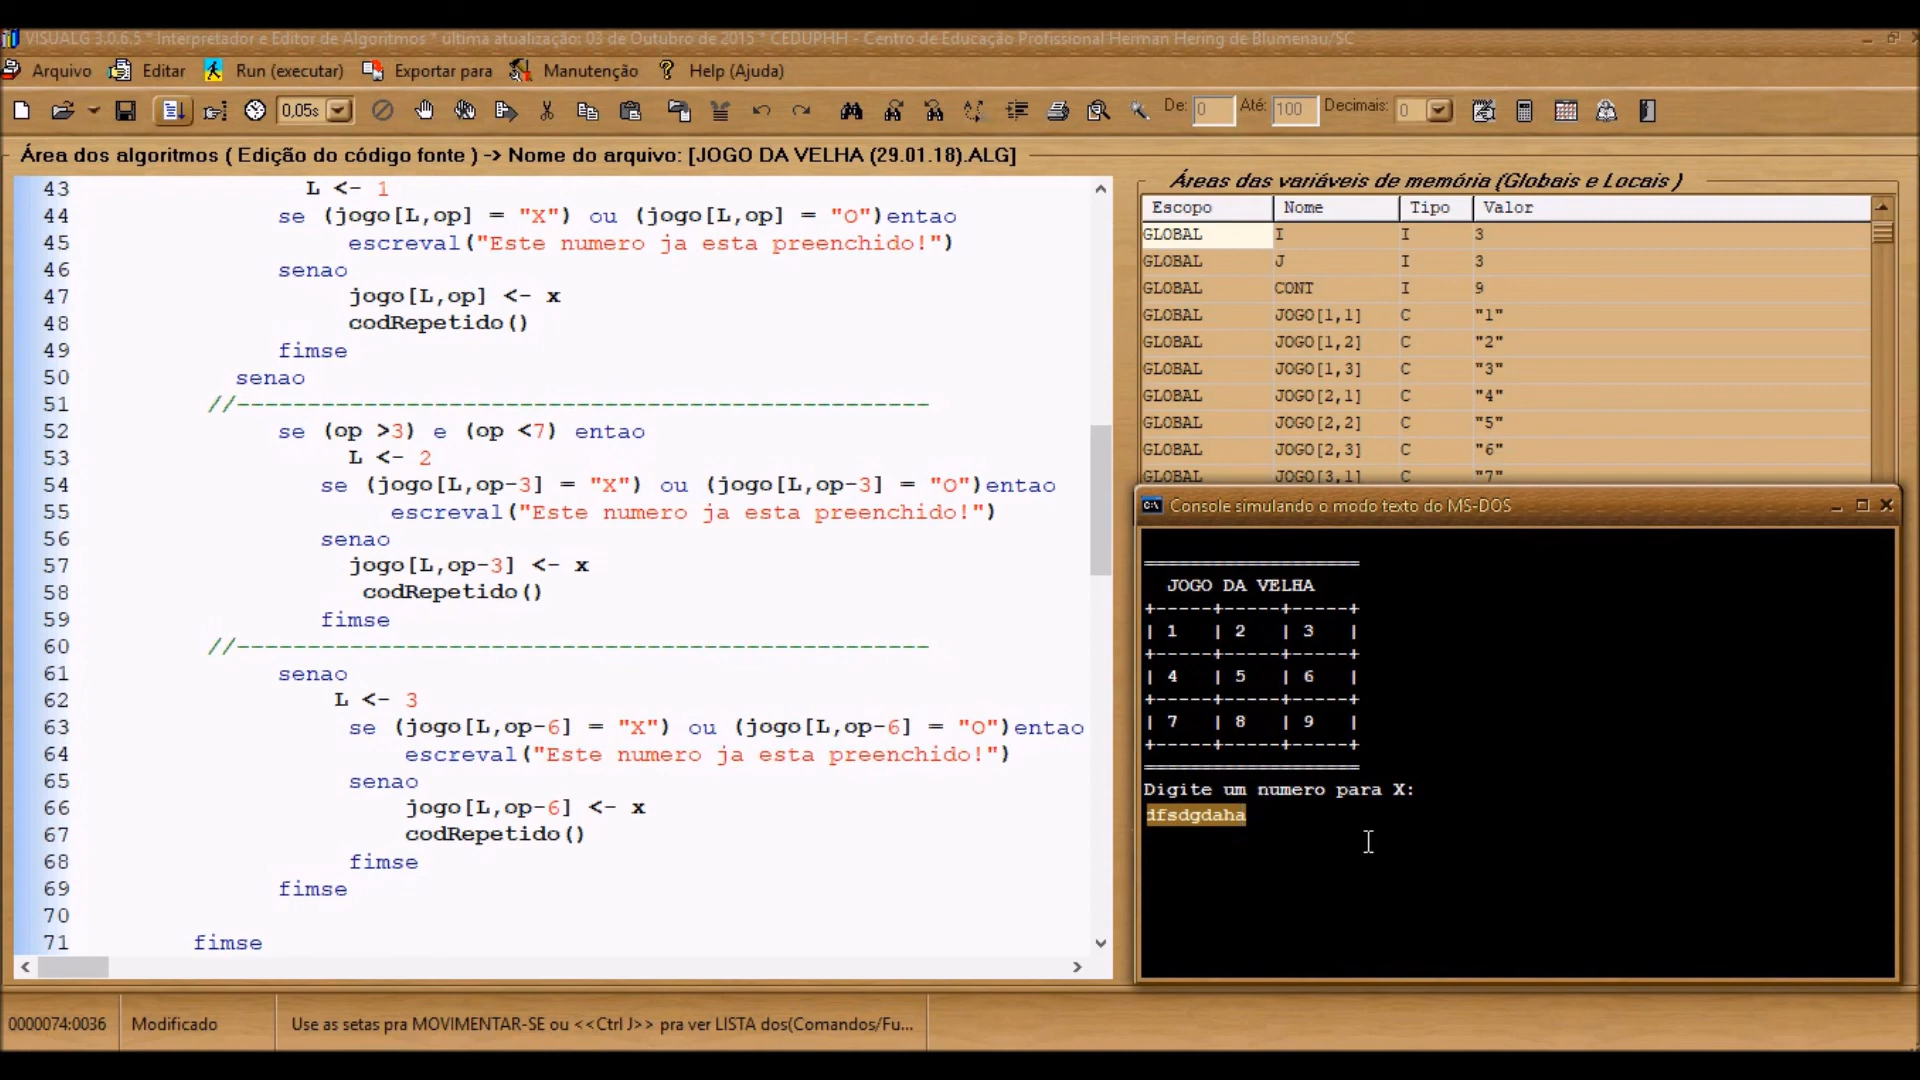 VISUALG 3.0.6.5 * Interpretador e Editor de Algoritmos * última atualização: 03 de Outubro de 2015 * CEDUPHH - Centro de Educação Profissional Herman Hering de Blumenau/SC
Arquivo Editar Run (executar) Exportar para Manutenção Help (Ajuda)
0,05s De: 0 Até: 100 Decimais: 0
Área dos algoritmos ( Edição do código fonte ) -> Nome do arquivo: [JOGO DA VELHA (29.01.18).ALG]
43 L <- 1
44 se (jogo[L,op] = "X") ou (jogo[L,op] = "O")entao
45 escreval("Este numero ja esta preenchido!")
46 senao
47 jogo[L,op] <- x
48 codRepetido()
49 fimse
50 senao
51 //-------------------------------------------------
52 se (op >3) e (op <7) entao
53 L <- 2
54 se (jogo[L,op-3] = "X") ou (jogo[L,op-3] = "O")entao
55 escreval("Este numero ja esta preenchido!")
56 senao
57 jogo[L,op-3] <- x
58 codRepetido()
59 fimse
60 //-------------------------------------------------
61 senao
62 L <- 3
63 se (jogo[L,op-6] = "X") ou (jogo[L,op-6] = "O")entao
64 escreval("Este numero ja esta preenchido!")
65 senao
66 jogo[L,op-6] <- x
67 codRepetido()
68 fimse
69 fimse
70
71 fimse
Áreas das variáveis de memória (Globais e Locais )
Escopo Nome Tipo Valor
GLOBAL I I 3
GLOBAL J I 3
GLOBAL CONT I 9
GLOBAL JOGO[1,1] C "1"
GLOBAL JOGO[1,2] C "2"
GLOBAL JOGO[1,3] C "3"
GLOBAL JOGO[2,1] C "4"
GLOBAL JOGO[2,2] C "5"
GLOBAL JOGO[2,3] C "6"
GLOBAL JOGO[3,1] C "7"
Console simulando o modo texto do MS-DOS
===================
JOGO DA VELHA
+-----+-----+-----+
| 1 | 2 | 3 |
+-----+-----+-----+
| 4 | 5 | 6 |
+-----+-----+-----+
| 7 | 8 | 9 |
+-----+-----+-----+
===================
Digite um numero para X:
dfsdgdaha
0000074:0036 Modificado Use as setas pra MOVIMENTAR-SE ou <<Ctrl J>> pra ver LISTA dos(Comandos/Fu...